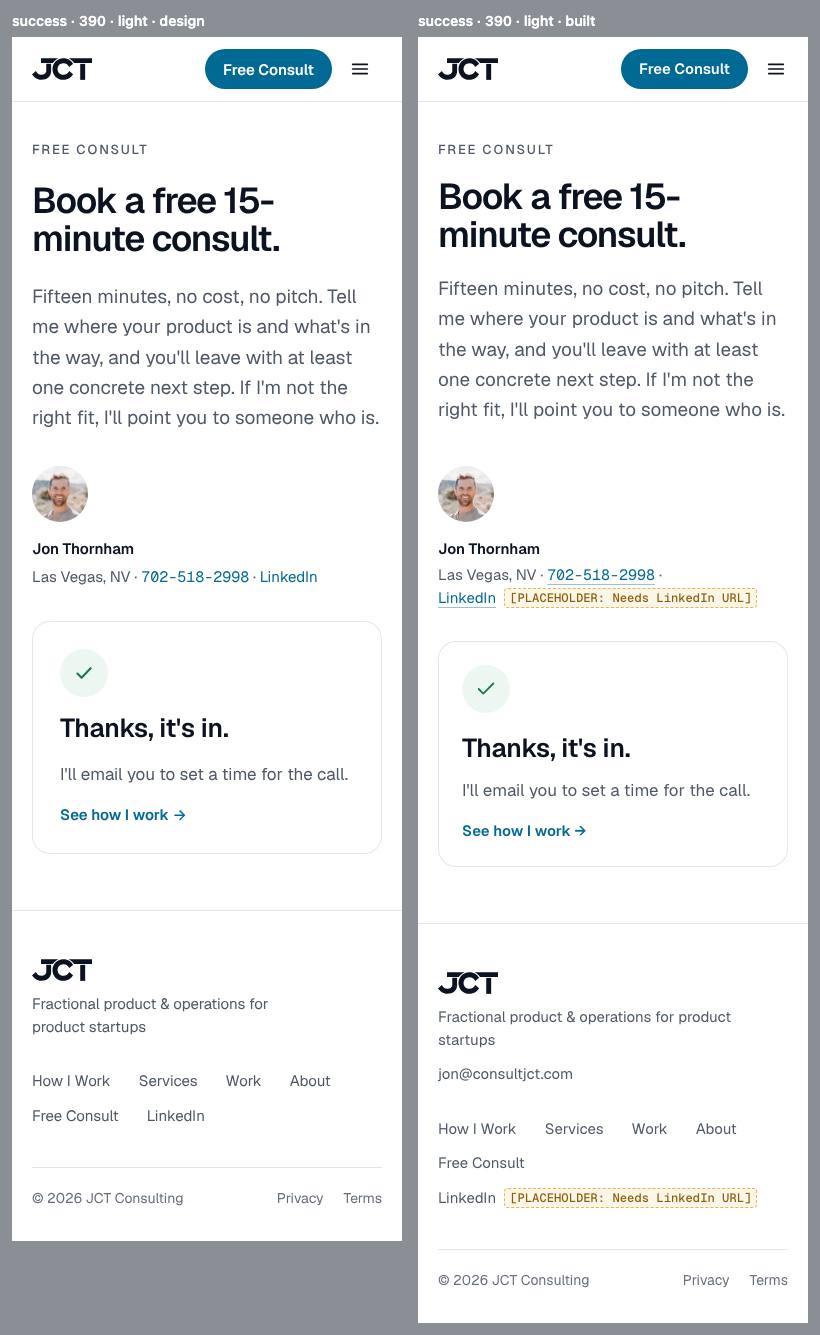 success · 390 · light · design
JCT
Free Consult
FREE CONSULT
Book a free 15-
minute consult.
Fifteen minutes, no cost, no pitch. Tell
me where your product is and what's in
the way, and you'll leave with at least
one concrete next step. If I'm not the
right fit, I'll point you to someone who is.
Jon Thornham
Las Vegas, NV · 702-518-2998 · LinkedIn
Thanks, it's in.
I'll email you to set a time for the call.
See how I work →
JCT
Fractional product & operations for
product startups
How I Work Services Work About
Free Consult LinkedIn
© 2026 JCT Consulting Privacy Terms
success · 390 · light · built
JCT
Free Consult
FREE CONSULT
Book a free 15-
minute consult.
Fifteen minutes, no cost, no pitch. Tell
me where your product is and what's in
the way, and you'll leave with at least
one concrete next step. If I'm not the
right fit, I'll point you to someone who is.
Jon Thornham
Las Vegas, NV · 702-518-2998 ·
LinkedIn [PLACEHOLDER: Needs LinkedIn URL]
Thanks, it's in.
I'll email you to set a time for the call.
See how I work →
JCT
Fractional product & operations for product
startups
jon@consultjct.com
How I Work Services Work About
Free Consult
LinkedIn [PLACEHOLDER: Needs LinkedIn URL]
© 2026 JCT Consulting Privacy Terms